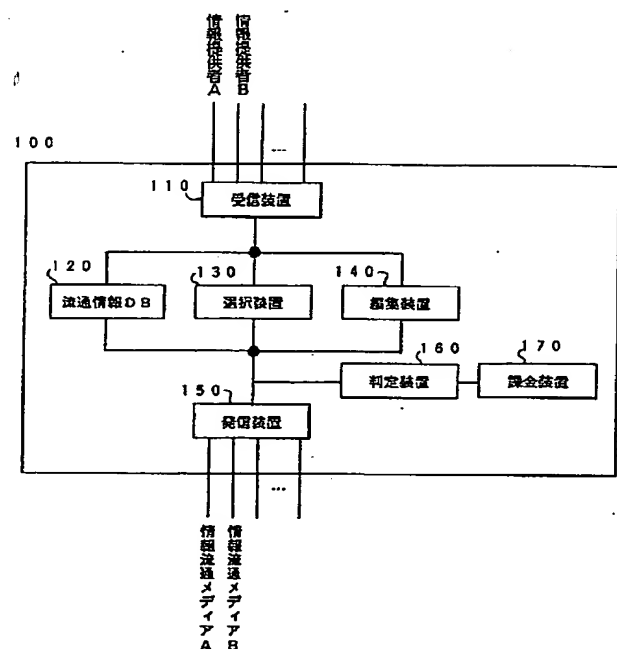 情報提供者A
情報提供者B
…
100
110
受信装置
120
130
140
流通情報DB
選択装置
編集装置
160
170
判定装置
課金装置
150
発信装置
…
情報流通メディアA
情報流通メディアB